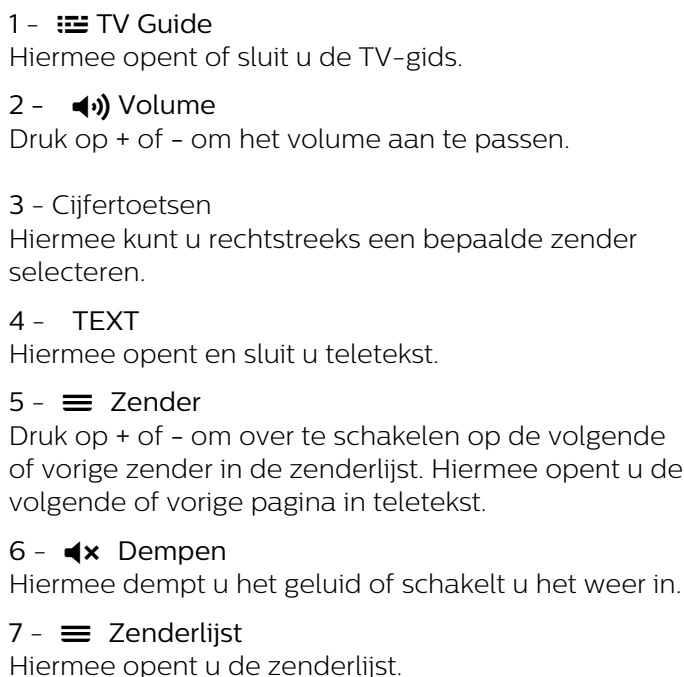 1 - TV Guide
Hiermee opent of sluit u de TV-gids.
2 - Volume
Druk op + of - om het volume aan te passen.
3 - Cijfertoetsen
Hiermee kunt u rechtstreeks een bepaalde zender
selecteren.
4 - TEXT
Hiermee opent en sluit u teletekst.
5 - Zender
Druk op + of - om over te schakelen op de volgende
of vorige zender in de zenderlijst. Hiermee opent u de
volgende of vorige pagina in teletekst.
6 - Dempen
Hiermee dempt u het geluid of schakelt u het weer in.
7 - Zenderlijst
Hiermee opent u de zenderlijst.